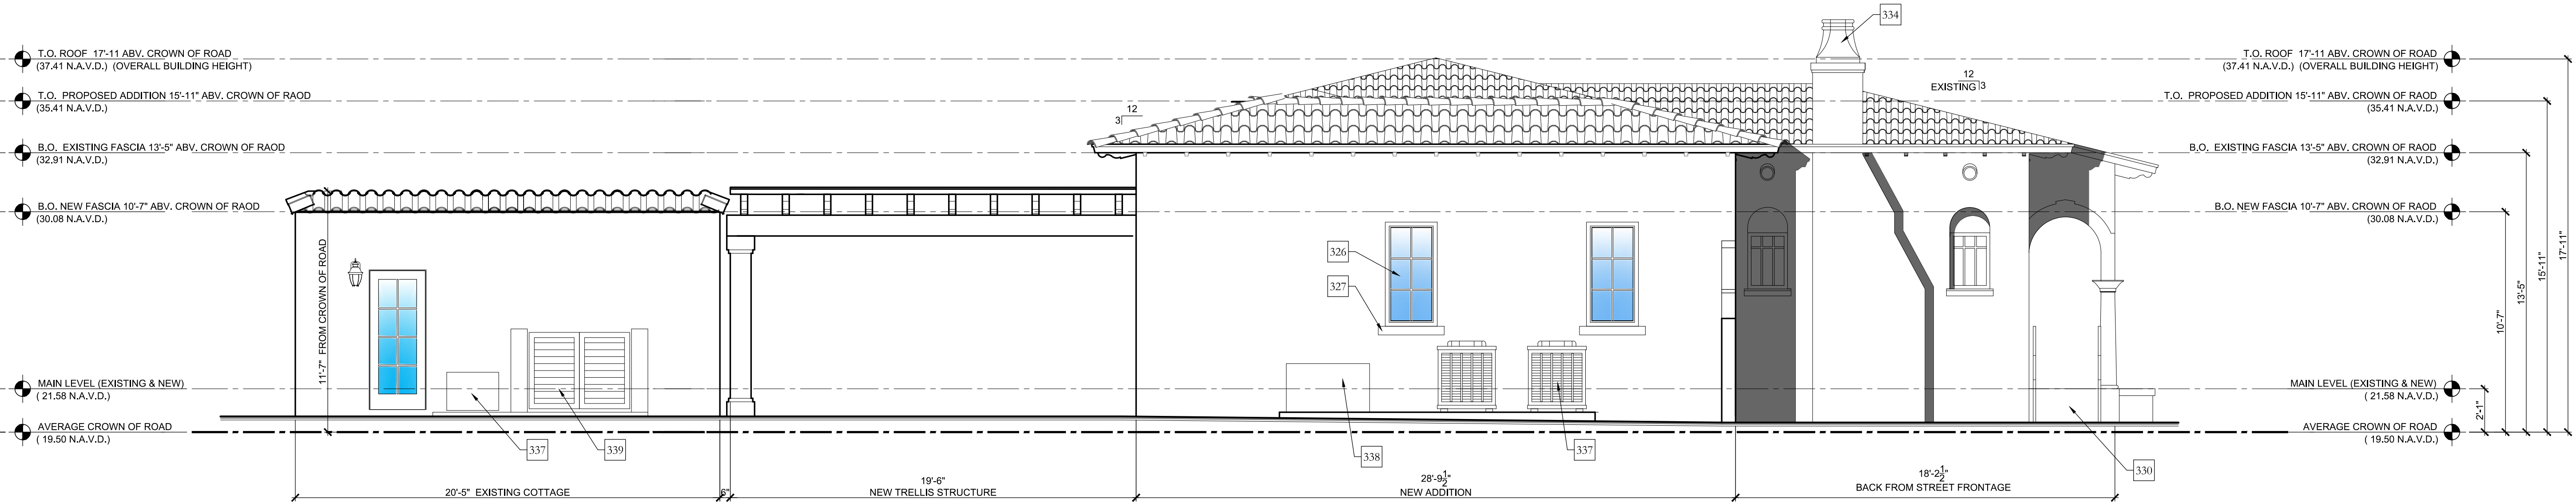 334
T.O. ROOF 17'-11 ABV. CROWN OF ROAD
(37.41 N.A.V.D.) (OVERALL BUILDING HEIGHT)
T.O. PROPOSED ADDITION 15'-11" ABV. CROWN OF RAOD
(35.41 N.A.V.D.)
B.O. EXISTING FASCIA 13'-5" ABV. CROWN OF RAOD
(32.91 N.A.V.D.)
B.O. NEW FASCIA 10'-7" ABV. CROWN OF RAOD
(30.08 N.A.V.D.)
MAIN LEVEL (EXISTING & NEW)
( 21.58 N.A.V.D.)
AVERAGE CROWN OF ROAD
( 19.50 N.A.V.D.)
11'-7" FROM CROWN OF ROAD
12
3
12
EXISTING 3
326
327
337
339
338
337
330
20'-5" EXISTING COTTAGE
6"
19'-6"
NEW TRELLIS STRUCTURE
28'-9 1/2"
NEW ADDITION
18'-2 1/2"
BACK FROM STREET FRONTAGE
T.O. ROOF 17'-11 ABV. CROWN OF ROAD
(37.41 N.A.V.D.) (OVERALL BUILDING HEIGHT)
T.O. PROPOSED ADDITION 15'-11" ABV. CROWN OF RAOD
(35.41 N.A.V.D.)
B.O. EXISTING FASCIA 13'-5" ABV. CROWN OF RAOD
(32.91 N.A.V.D.)
B.O. NEW FASCIA 10'-7" ABV. CROWN OF RAOD
(30.08 N.A.V.D.)
MAIN LEVEL (EXISTING & NEW)
( 21.58 N.A.V.D.)
AVERAGE CROWN OF ROAD
( 19.50 N.A.V.D.)
2'-1"
10'-7"
13'-5"
15'-11"
17'-11"